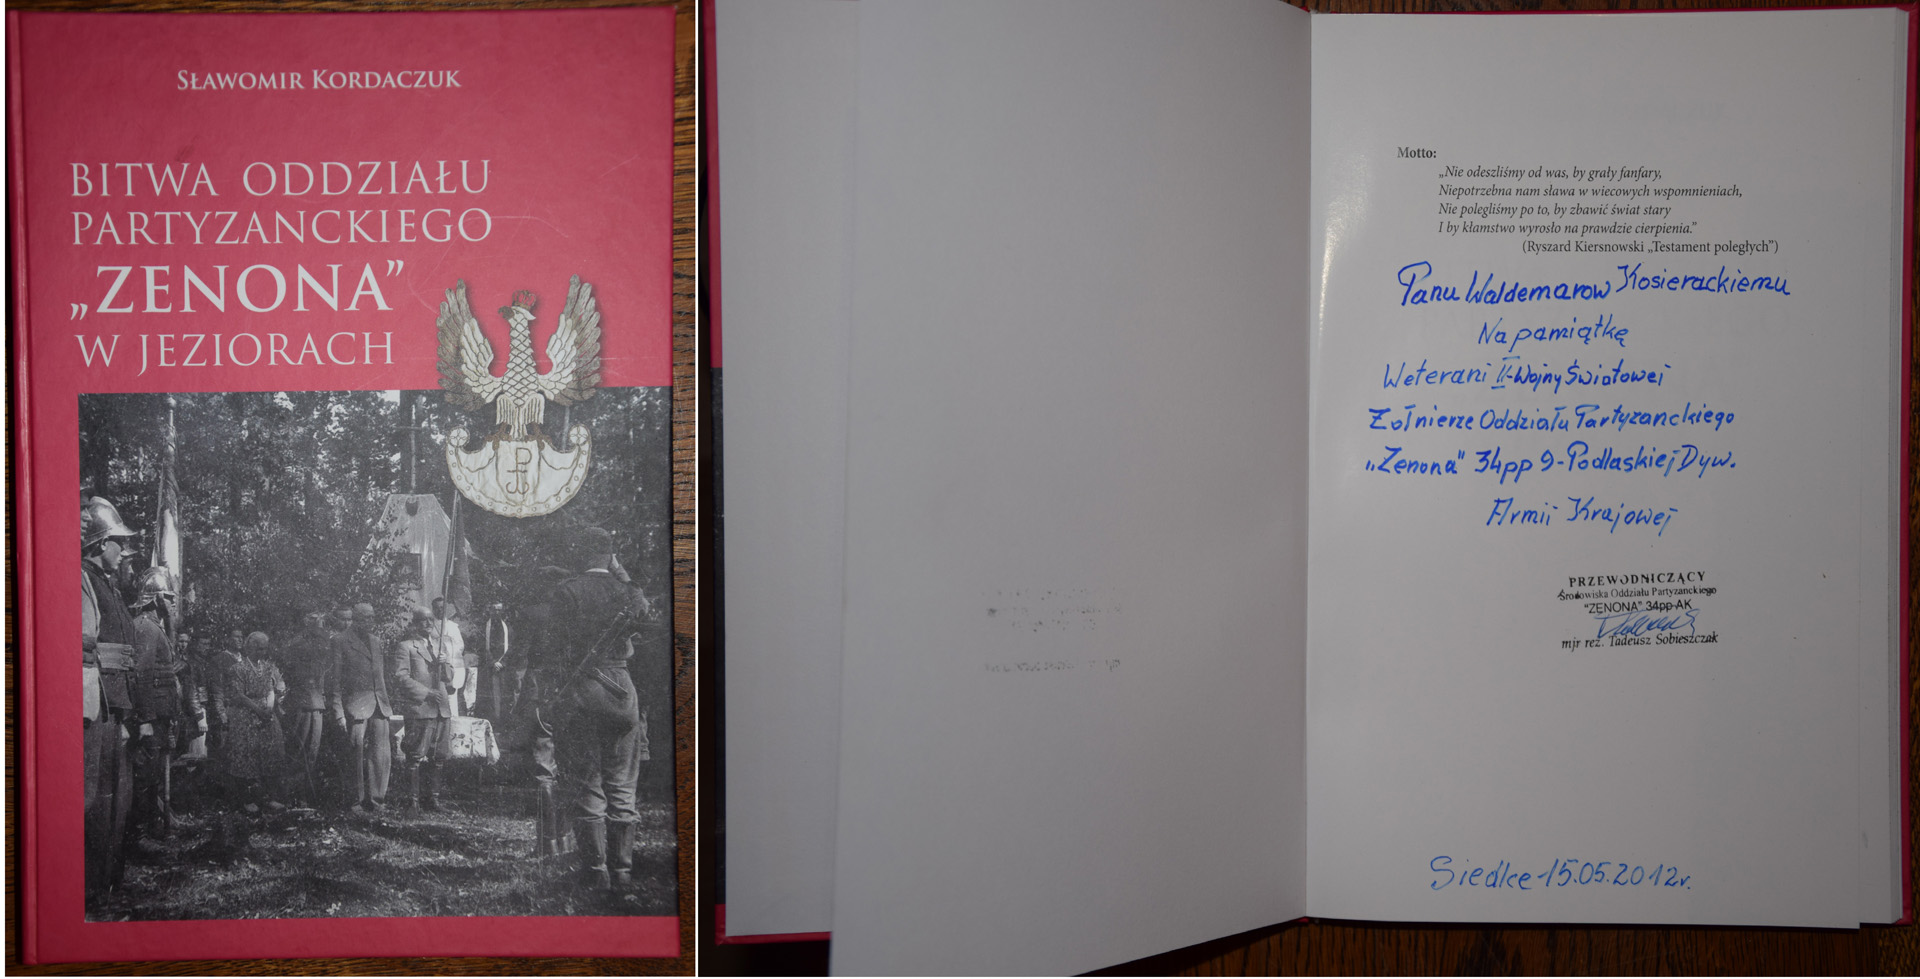 SŁAWOMIR KORDACZUK
BITWA ODDZIAŁU
PARTYZANCKIEGO
„ZENONA”
W JEZIORACH
Motto:
„Nie odeszliśmy od was, by grały fanfary,
Niepotrzebna nam sława w wiecowych wspomnieniach,
Nie polegliśmy po to, by zbawić świat stary
I by kłamstwo wyrosło na prawdzie cierpienia.”
(Ryszard Kiersnowski „Testament poległych”)
Panu Waldemarow Kosierackiemu
Na pamiątkę
Weterani II-Wojny Światowej
Żołnierze Oddziału Partyzanckiego
„Zenona" 34pp 9-Podlaskiej Dyw.
Armii Krajowej
PRZEWODNICZĄCY
Środowiska Oddziału Partyzanckiego
"ZENONA" 34pp AK
mjr rez. Tadeusz Sobieszczak
Siedlce 15.05.2012r.